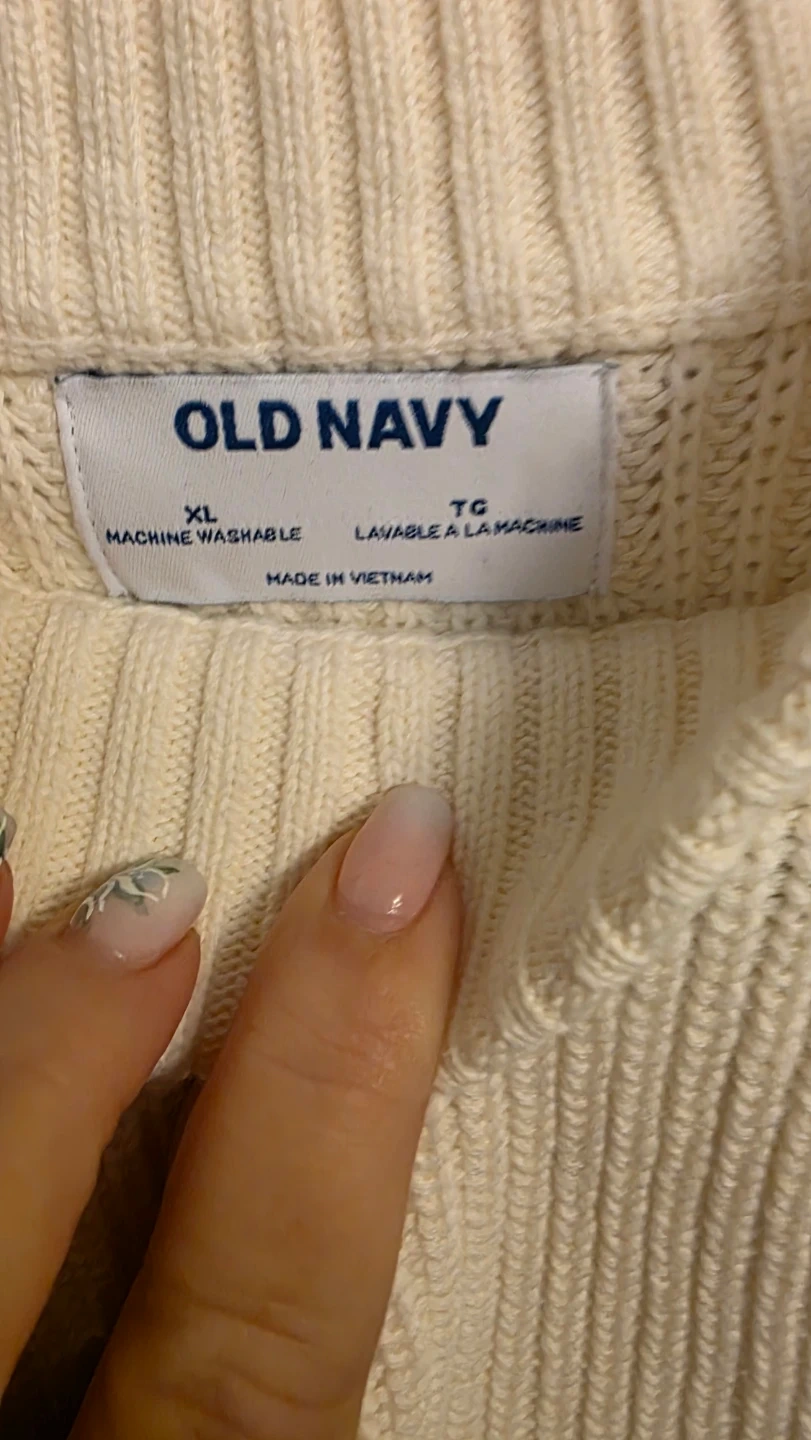 OLD NAVY
XL TG
MACHINE WASHABLE LAVABLE A LA MACHINE
MADE IN VIETNAM